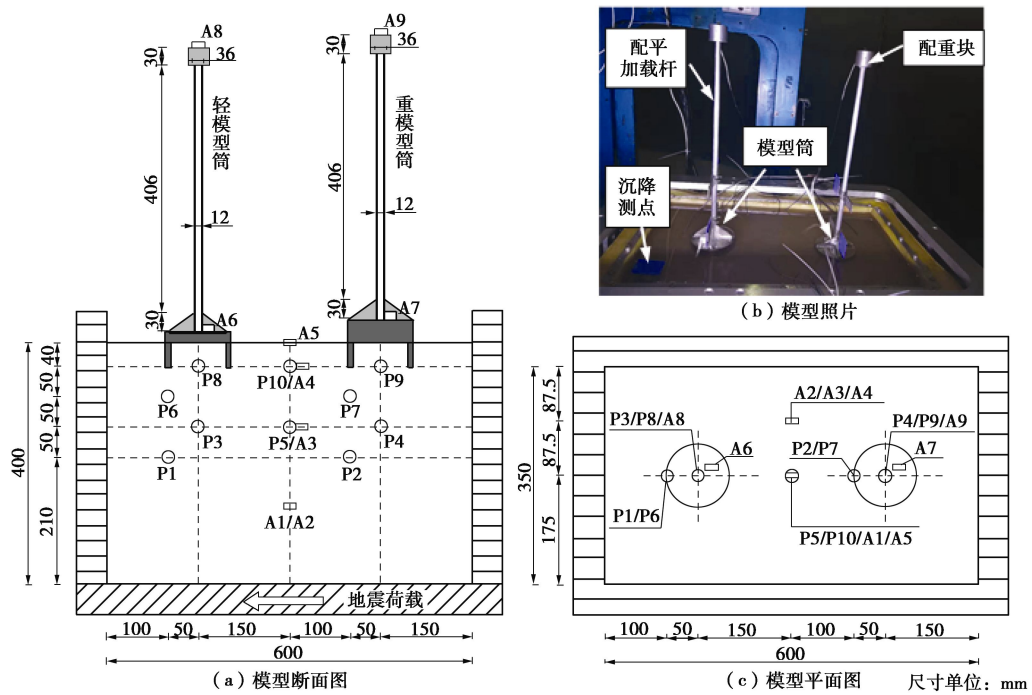 A8
30
36
轻模型筒
406
12
30
A6
A9
30
36
重模型筒
406
12
30
A7
A5
P8
P10/A4
P9
P6
P7
P3
P5/A3
P4
P1
P2
A1/A2
40
50
50
50
210
400
地震荷载
100
50
150
100
50
150
600
(a)模型断面图
配平
加载杆
配重块
模型筒
沉降
测点
(b)模型照片
A2/A3/A4
P3/P8/A8
P4/P9/A9
A6
P2/P7
A7
P1/P6
P5/P10/A1/A5
87.5
87.5
175
350
100
50
150
100
50
150
600
(c)模型平面图
尺寸单位：mm